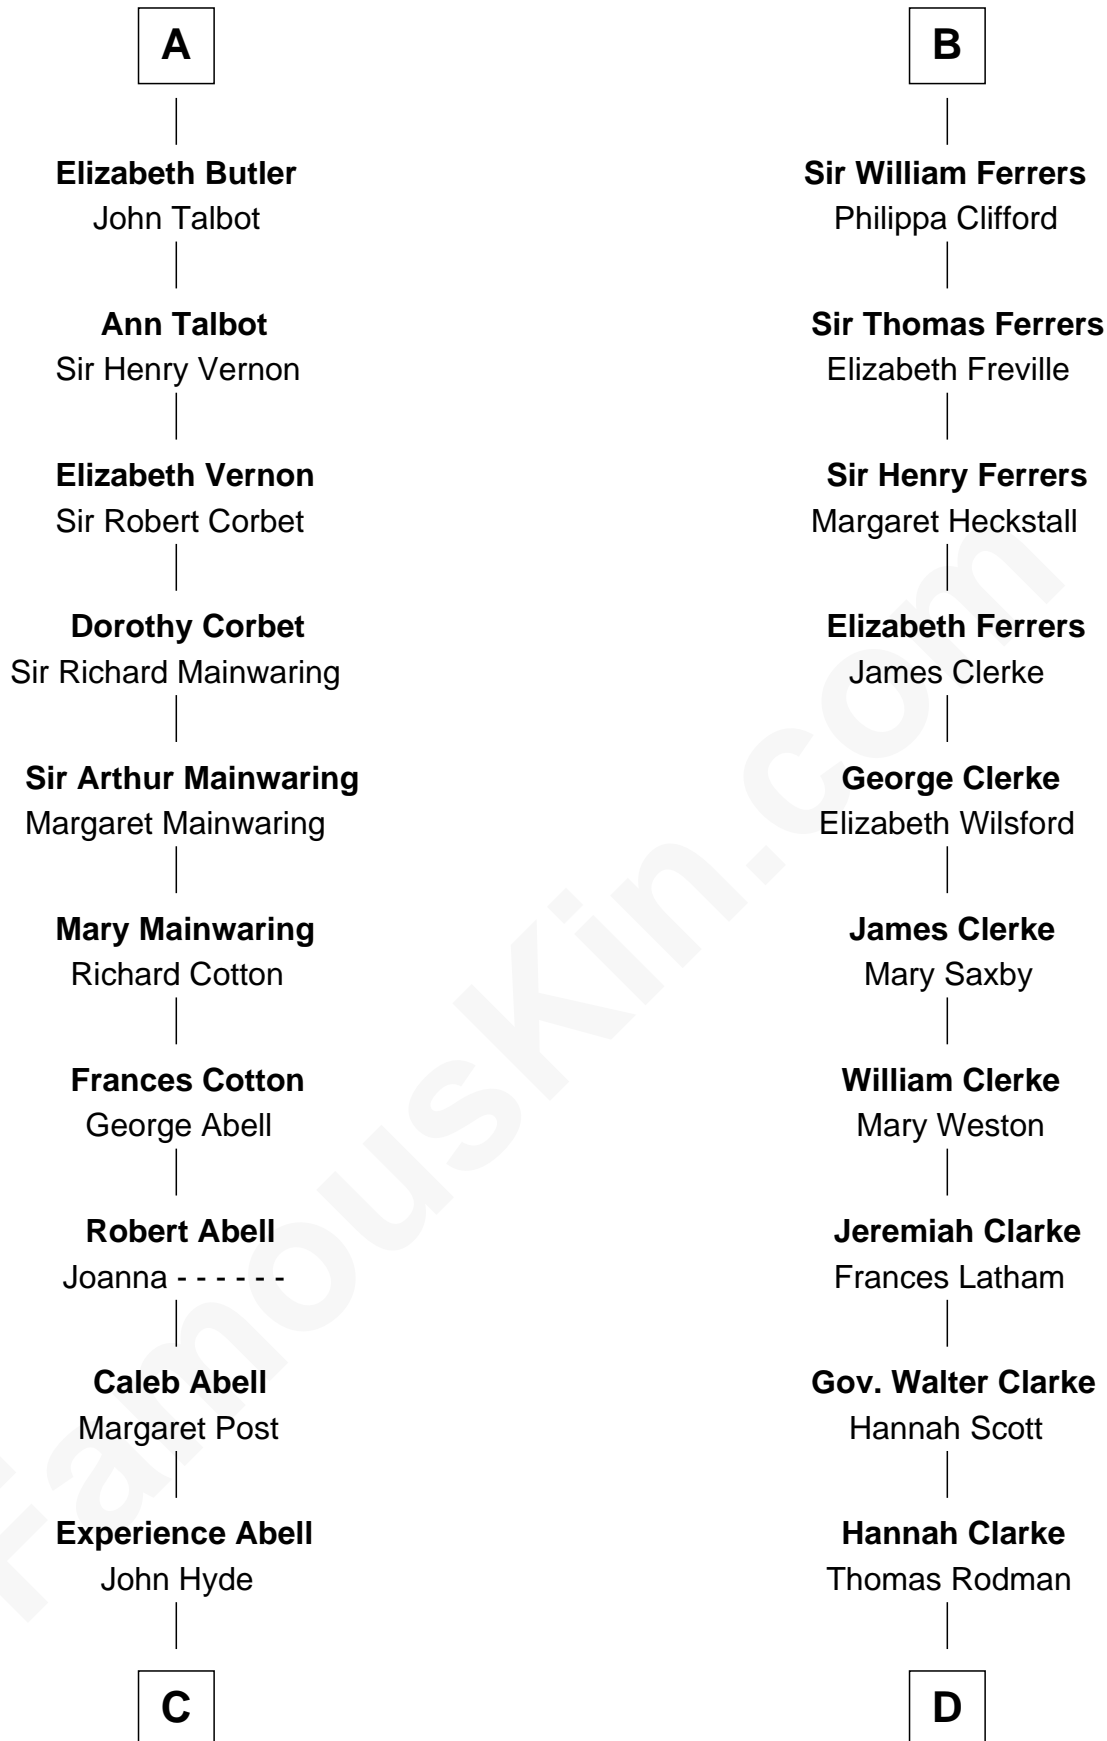 A
Elizabeth Butler
John Talbot
Ann Talbot
Sir Henry Vernon
Elizabeth Vernon
Sir Robert Corbet
Dorothy Corbet
Sir Richard Mainwaring
Sir Arthur Mainwaring
Margaret Mainwaring
Mary Mainwaring
Richard Cotton
Frances Cotton
George Abell
Robert Abell
Joanna - - - - - -
Caleb Abell
Margaret Post
Experience Abell
John Hyde
C
B
Sir William Ferrers
Philippa Clifford
Sir Thomas Ferrers
Elizabeth Freville
Sir Henry Ferrers
Margaret Heckstall
Elizabeth Ferrers
James Clerke
George Clerke
Elizabeth Wilsford
James Clerke
Mary Saxby
William Clerke
Mary Weston
Jeremiah Clarke
Frances Latham
Gov. Walter Clarke
Hannah Scott
Hannah Clarke
Thomas Rodman
D
FamousKin.com